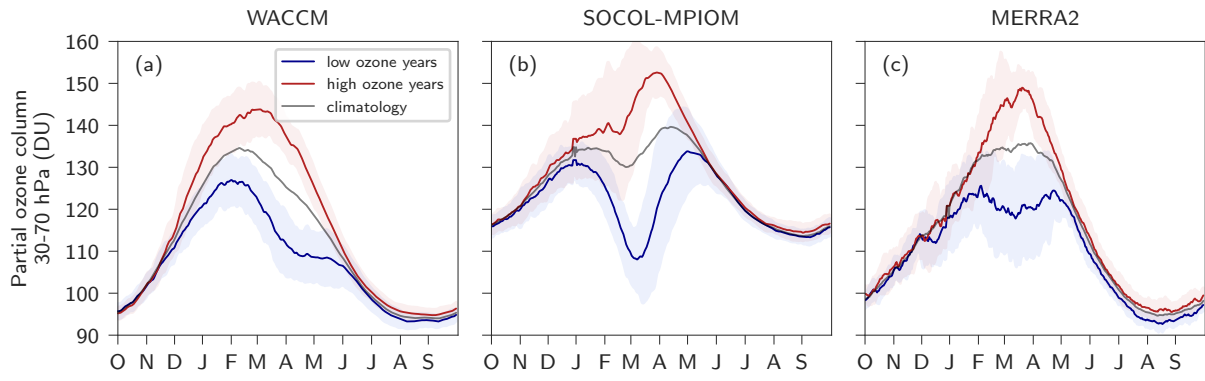 WACCM
SOCOL-MPIOM
MERRA2
Partial ozone column
30-70 hPa (DU)
160
150
140
130
120
110
100
90
(a)
low ozone years
high ozone years
climatology
(b)
(c)
O N D J F M A M J J A S
O N D J F M A M J J A S
O N D J F M A M J J A S